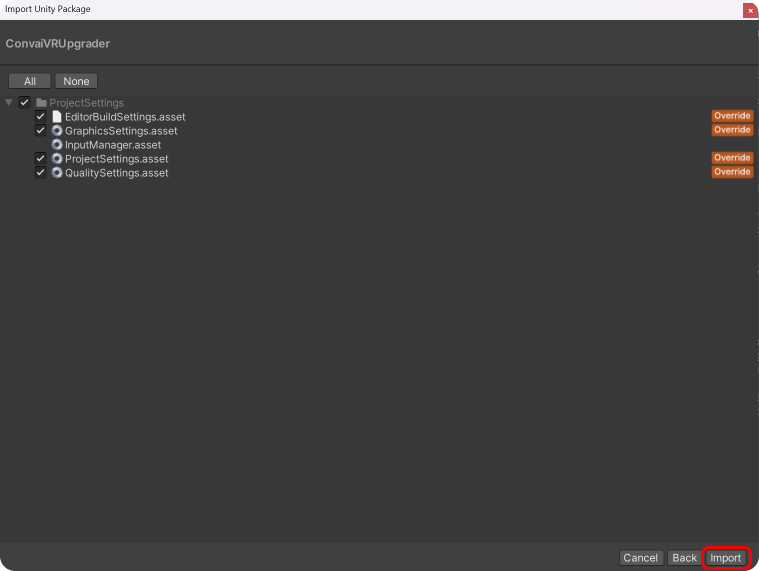 Import Unity Package
ConvaiVRUpgrader
All None
ProjectSettings
EditorBuildSettings.asset Override
GraphicsSettings.asset Override
InputManager.asset
ProjectSettings.asset Override
QualitySettings.asset Override
Cancel Back Import